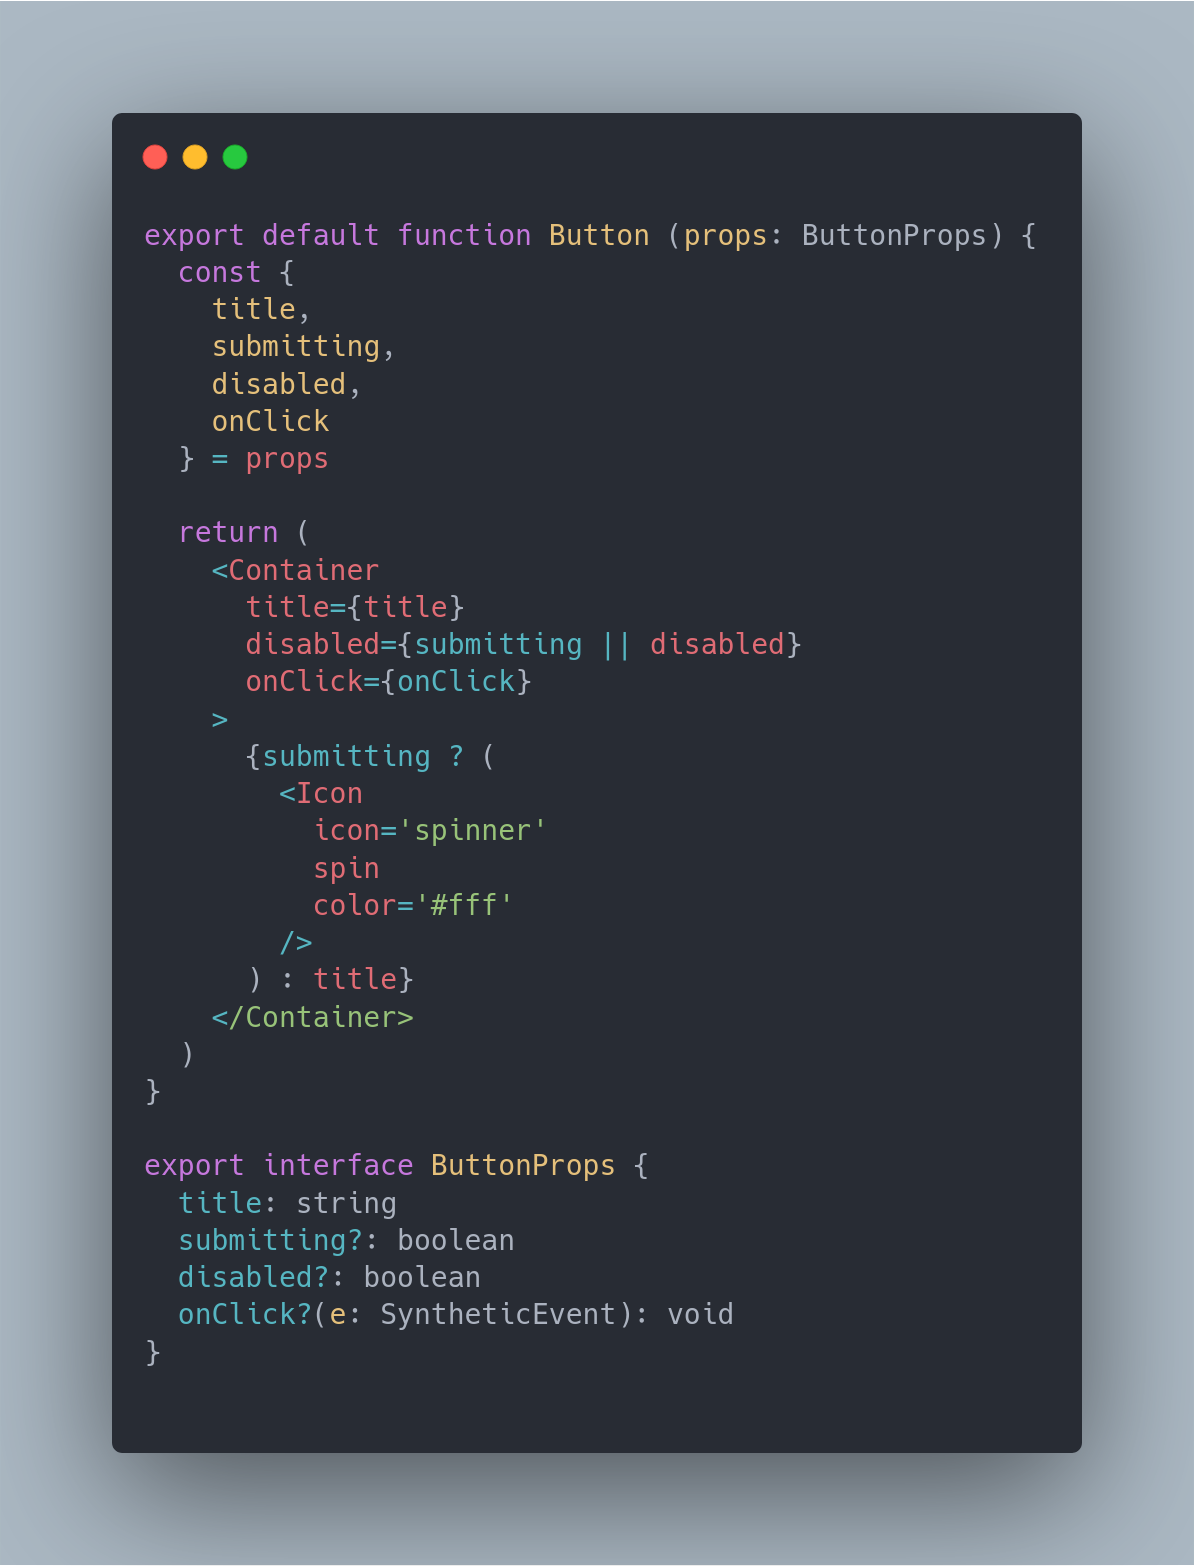 export default function Button (props: ButtonProps) {
  const {
    title,
    submitting,
    disabled,
    onClick
  } = props

  return (
    <Container
      title={title}
      disabled={submitting || disabled}
      onClick={onClick}
    >
      {submitting ? (
        <Icon
          icon='spinner'
          spin
          color='#fff'
        />
      ) : title}
    </Container>
  )
}

export interface ButtonProps {
  title: string
  submitting?: boolean
  disabled?: boolean
  onClick?(e: SyntheticEvent): void
}